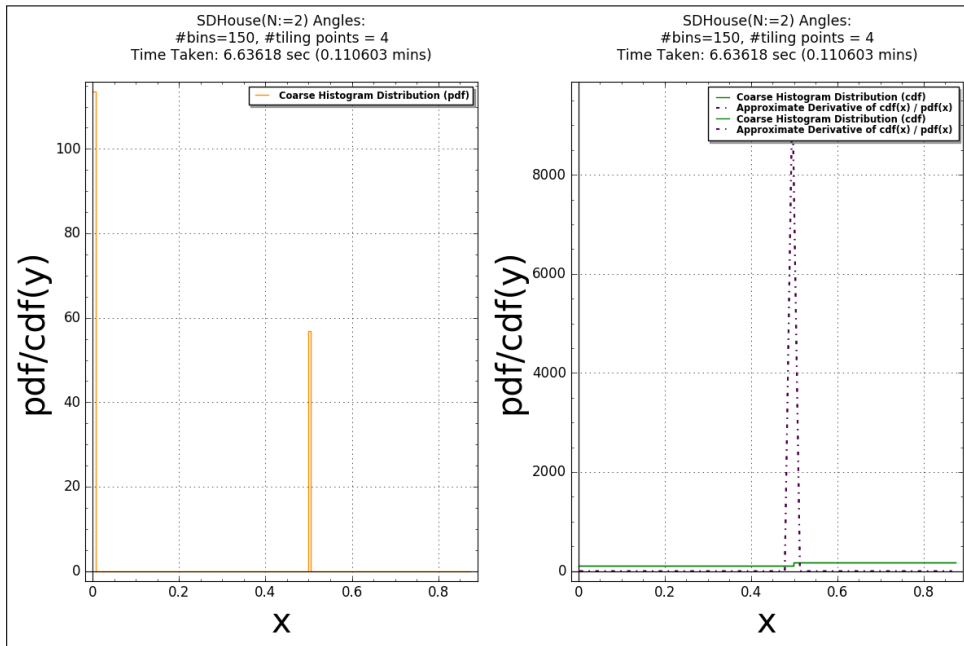 SDHouse(N:=2) Angles:
#bins=150, #tiling points = 4
Time Taken: 6.63618 sec (0.110603 mins)
Coarse Histogram Distribution (pdf)
100
80
60
40
20
0
pdf/cdf(y)
0
0.2
0.4
0.6
0.8
x
SDHouse(N:=2) Angles:
#bins=150, #tiling points = 4
Time Taken: 6.63618 sec (0.110603 mins)
Coarse Histogram Distribution (cdf)
Approximate Derivative of cdf(x) / pdf(x)
Coarse Histogram Distribution (cdf)
Approximate Derivative of cdf(x) / pdf(x)
8000
6000
4000
2000
0
pdf/cdf(y)
0
0.2
0.4
0.6
0.8
x